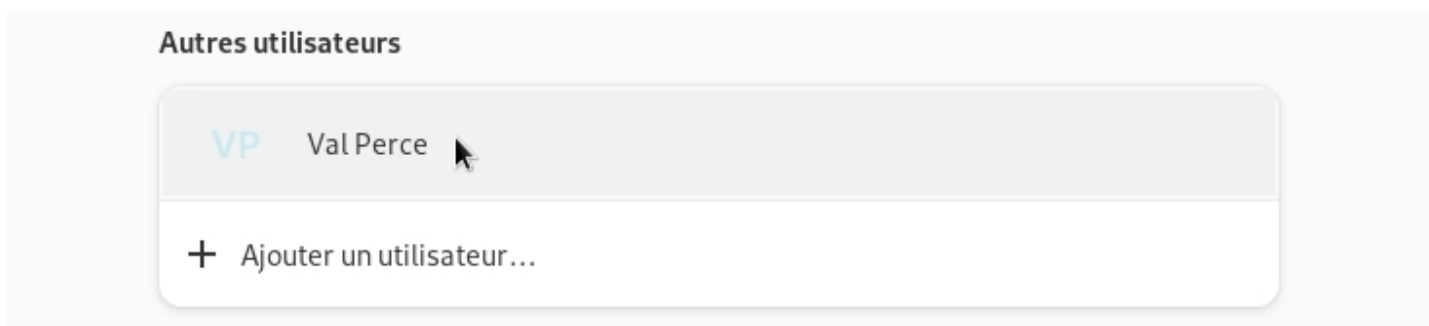 Autres utilisateurs
VP Val Perce
+ Ajouter un utilisateur...